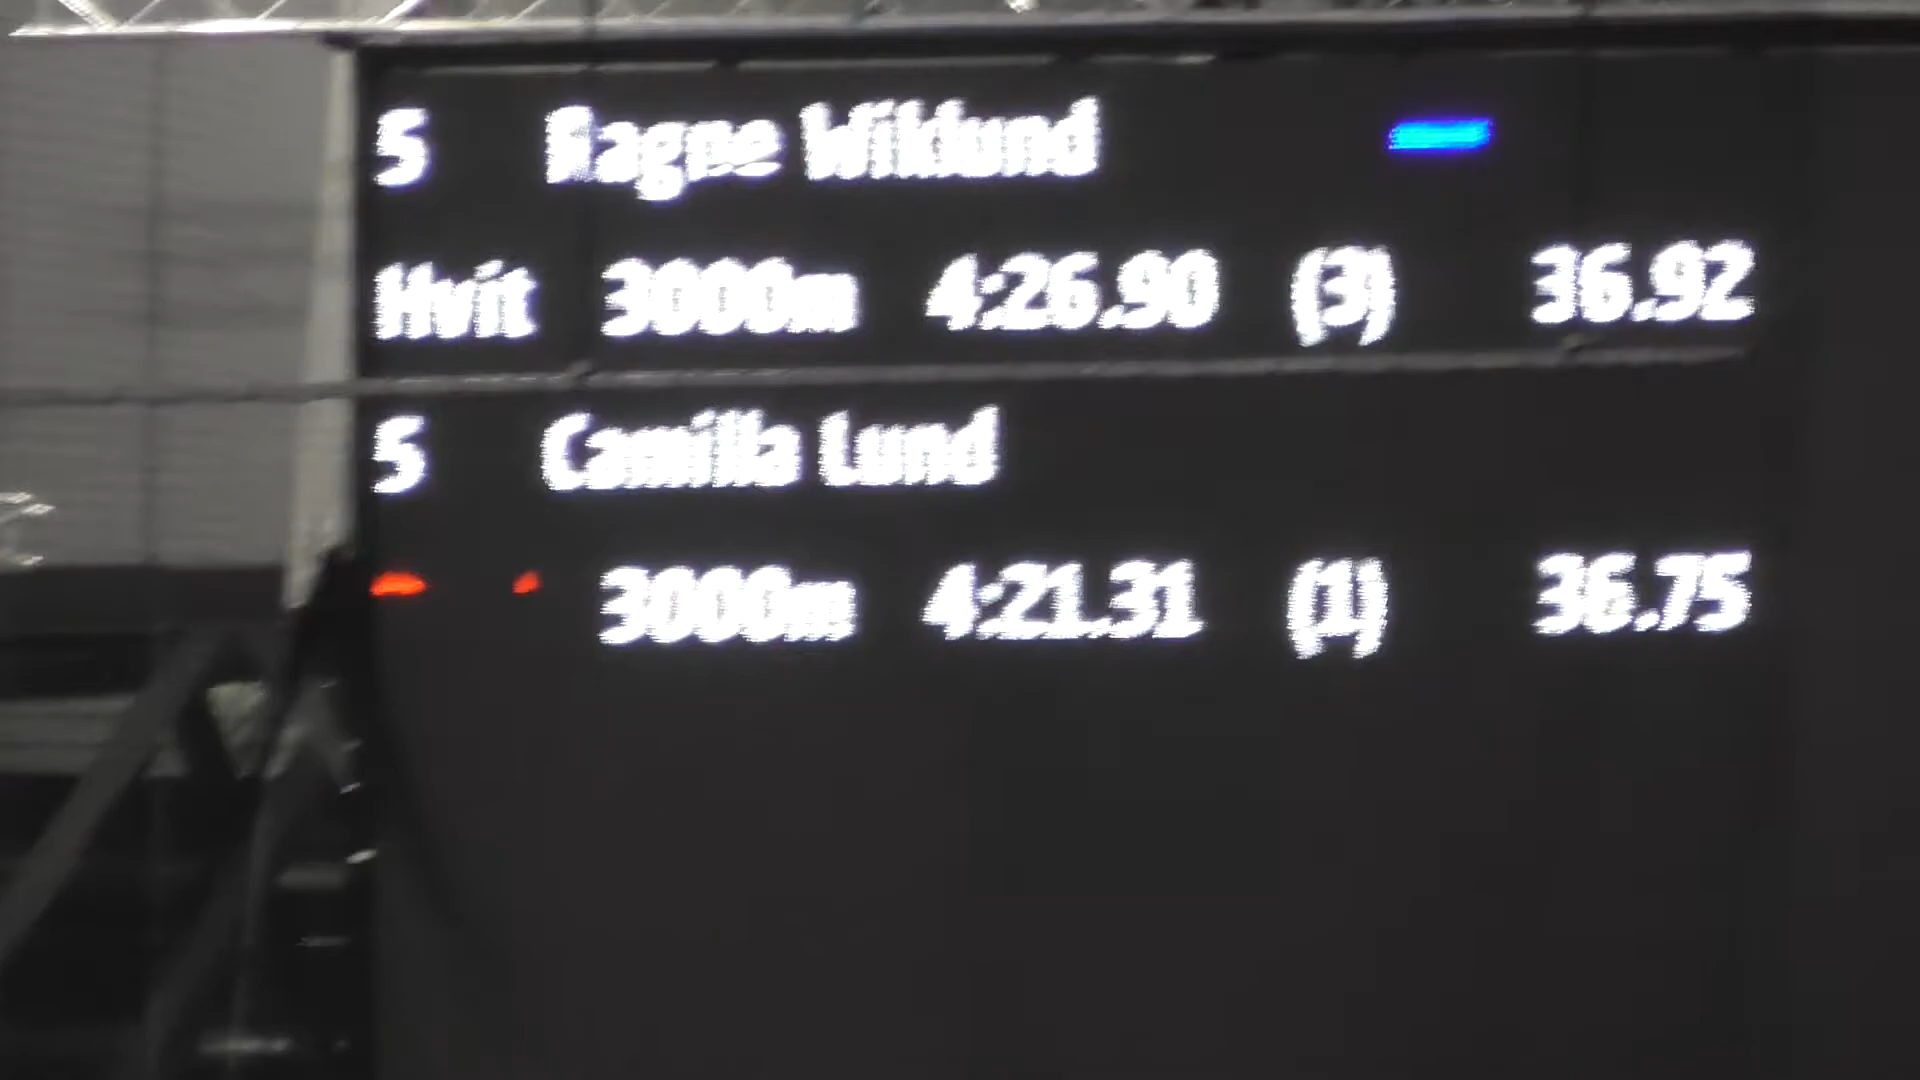 5 Ragne Wiklund
Hvit 3000m 4:26.90 (3) 36.92
5 Camilla Lund
3000m 4:21.31 (1) 36.75